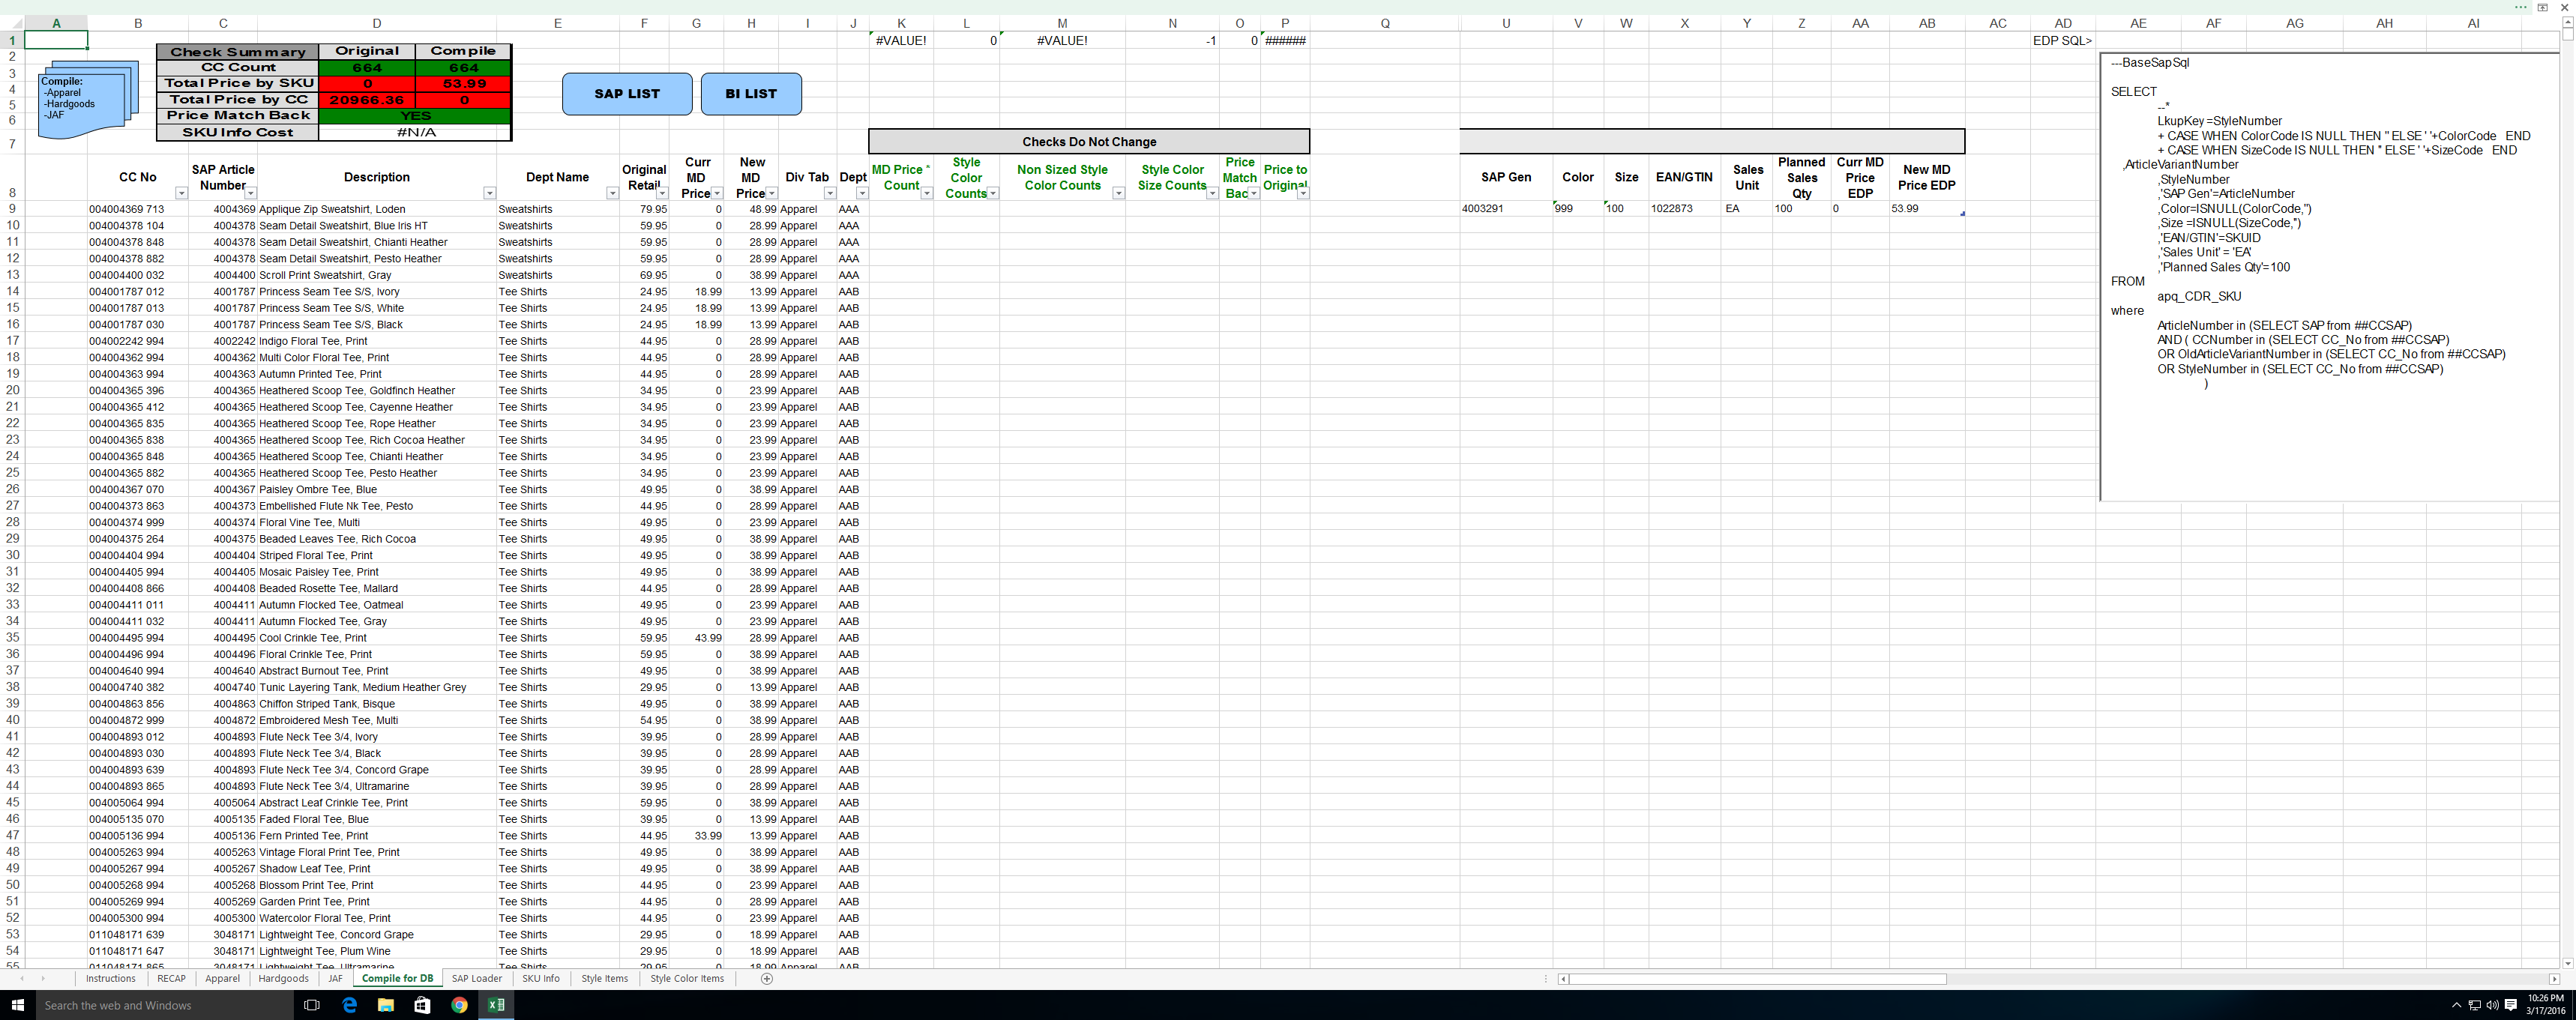 A B C D E F G H I J K L M N O P Q U V W X Y Z AA AB AC AD AE AF AG AH AI
1 #VALUE! 0 #VALUE! -1 0 ###### EDP SQL>
Check Summary Original Compile
CC Count 664 664
Total Price by SKU 0 53.99
Total Price by CC 20966.36 0
Price Match Back YES
SKU Info Cost #N/A
Compile:
-Apparel
-Hardgoods
-JAF
SAP LIST BI LIST
Checks Do Not Change
CC No SAP Article Number Description Dept Name Original Retail Curr MD Price New MD Price Div Tab Dept MD Price * Count Style Color Counts Non Sized Style Color Counts Style Color Size Counts Price Match Bac Price to Original SAP Gen Color Size EAN/GTIN Sales Unit Planned Sales Qty Curr MD Price EDP New MD Price EDP
9 004004369 713 4004369 Applique Zip Sweatshirt, Loden Sweatshirts 79.95 0 48.99 Apparel AAA 4003291 999 100 1022873 EA 100 0 53.99
10 004004378 104 4004378 Seam Detail Sweatshirt, Blue Iris HT Sweatshirts 59.95 0 28.99 Apparel AAA
11 004004378 848 4004378 Seam Detail Sweatshirt, Chianti Heather Sweatshirts 59.95 0 28.99 Apparel AAA
12 004004378 882 4004378 Seam Detail Sweatshirt, Pesto Heather Sweatshirts 59.95 0 28.99 Apparel AAA
13 004004400 032 4004400 Scroll Print Sweatshirt, Gray Sweatshirts 69.95 0 38.99 Apparel AAA
14 004001787 012 4001787 Princess Seam Tee S/S, Ivory Tee Shirts 24.95 18.99 13.99 Apparel AAB
15 004001787 013 4001787 Princess Seam Tee S/S, White Tee Shirts 24.95 18.99 13.99 Apparel AAB
16 004001787 030 4001787 Princess Seam Tee S/S, Black Tee Shirts 24.95 18.99 13.99 Apparel AAB
17 004002242 994 4002242 Indigo Floral Tee, Print Tee Shirts 44.95 0 28.99 Apparel AAB
18 004004362 994 4004362 Multi Color Floral Tee, Print Tee Shirts 44.95 0 28.99 Apparel AAB
19 004004363 994 4004363 Autumn Printed Tee, Print Tee Shirts 44.95 0 28.99 Apparel AAB
20 004004365 396 4004365 Heathered Scoop Tee, Goldfinch Heather Tee Shirts 34.95 0 23.99 Apparel AAB
21 004004365 412 4004365 Heathered Scoop Tee, Cayenne Heather Tee Shirts 34.95 0 23.99 Apparel AAB
22 004004365 835 4004365 Heathered Scoop Tee, Rope Heather Tee Shirts 34.95 0 23.99 Apparel AAB
23 004004365 838 4004365 Heathered Scoop Tee, Rich Cocoa Heather Tee Shirts 34.95 0 23.99 Apparel AAB
24 004004365 848 4004365 Heathered Scoop Tee, Chianti Heather Tee Shirts 34.95 0 23.99 Apparel AAB
25 004004365 882 4004365 Heathered Scoop Tee, Pesto Heather Tee Shirts 34.95 0 23.99 Apparel AAB
26 004004367 070 4004367 Paisley Ombre Tee, Blue Tee Shirts 49.95 0 38.99 Apparel AAB
27 004004373 863 4004373 Embellished Flute Nk Tee, Pesto Tee Shirts 44.95 0 28.99 Apparel AAB
28 004004374 999 4004374 Floral Vine Tee, Multi Tee Shirts 49.95 0 23.99 Apparel AAB
29 004004375 264 4004375 Beaded Leaves Tee, Rich Cocoa Tee Shirts 49.95 0 38.99 Apparel AAB
30 004004404 994 4004404 Striped Floral Tee, Print Tee Shirts 49.95 0 38.99 Apparel AAB
31 004004405 994 4004405 Mosaic Paisley Tee, Print Tee Shirts 49.95 0 38.99 Apparel AAB
32 004004408 866 4004408 Beaded Rosette Tee, Mallard Tee Shirts 44.95 0 28.99 Apparel AAB
33 004004411 011 4004411 Autumn Flocked Tee, Oatmeal Tee Shirts 49.95 0 23.99 Apparel AAB
34 004004411 032 4004411 Autumn Flocked Tee, Gray Tee Shirts 49.95 0 23.99 Apparel AAB
35 004004495 994 4004495 Cool Crinkle Tee, Print Tee Shirts 59.95 43.99 28.99 Apparel AAB
36 004004496 994 4004496 Floral Crinkle Tee, Print Tee Shirts 59.95 0 38.99 Apparel AAB
37 004004640 994 4004640 Abstract Burnout Tee, Print Tee Shirts 49.95 0 38.99 Apparel AAB
38 004004740 382 4004740 Tunic Layering Tank, Medium Heather Grey Tee Shirts 29.95 0 13.99 Apparel AAB
39 004004863 856 4004863 Chiffon Striped Tank, Bisque Tee Shirts 49.95 0 38.99 Apparel AAB
40 004004872 999 4004872 Embroidered Mesh Tee, Multi Tee Shirts 54.95 0 38.99 Apparel AAB
41 004004893 012 4004893 Flute Neck Tee 3/4, Ivory Tee Shirts 39.95 0 28.99 Apparel AAB
42 004004893 030 4004893 Flute Neck Tee 3/4, Black Tee Shirts 39.95 0 28.99 Apparel AAB
43 004004893 639 4004893 Flute Neck Tee 3/4, Concord Grape Tee Shirts 39.95 0 28.99 Apparel AAB
44 004004893 865 4004893 Flute Neck Tee 3/4, Ultramarine Tee Shirts 39.95 0 28.99 Apparel AAB
45 004005064 994 4005064 Abstract Leaf Crinkle Tee, Print Tee Shirts 59.95 0 38.99 Apparel AAB
46 004005135 070 4005135 Faded Floral Tee, Blue Tee Shirts 39.95 0 13.99 Apparel AAB
47 004005136 994 4005136 Fern Printed Tee, Print Tee Shirts 44.95 33.99 13.99 Apparel AAB
48 004005263 994 4005263 Vintage Floral Print Tee, Print Tee Shirts 49.95 0 38.99 Apparel AAB
49 004005267 994 4005267 Shadow Leaf Tee, Print Tee Shirts 49.95 0 38.99 Apparel AAB
50 004005268 994 4005268 Blossom Print Tee, Print Tee Shirts 44.95 0 23.99 Apparel AAB
51 004005269 994 4005269 Garden Print Tee, Print Tee Shirts 44.95 0 28.99 Apparel AAB
52 004005300 994 4005300 Watercolor Floral Tee, Print Tee Shirts 44.95 0 23.99 Apparel AAB
53 011048171 639 3048171 Lightweight Tee, Concord Grape Tee Shirts 29.95 0 18.99 Apparel AAB
54 011048171 647 3048171 Lightweight Tee, Plum Wine Tee Shirts 29.95 0 18.99 Apparel AAB
55 011048171 865 3048171 Lightweight Tee, Ultramarine Tee Shirts 29.95 0 18.99 Apparel AAB
---BaseSapSql
SELECT
--*
LkupKey =StyleNumber
+ CASE WHEN ColorCode IS NULL THEN '' ELSE ' '+ColorCode END
+ CASE WHEN SizeCode IS NULL THEN '' ELSE ' '+SizeCode END
,ArticleVariantNumber
,StyleNumber
,'SAP Gen'=ArticleNumber
,Color=ISNULL(ColorCode,'')
,Size =ISNULL(SizeCode,'')
,'EAN/GTIN'=SKUID
,'Sales Unit' = 'EA'
,'Planned Sales Qty'=100
FROM
apq_CDR_SKU
where
ArticleNumber in (SELECT SAP from ##CCSAP)
AND ( CCNumber in (SELECT CC_No from ##CCSAP)
OR OldArticleVariantNumber in (SELECT CC_No from ##CCSAP)
OR StyleNumber in (SELECT CC_No from ##CCSAP)
)
Instructions RECAP Apparel Hardgoods JAF Compile for DB SAP Loader SKU Info Style Items Style Color Items
Search the web and Windows
10:26 PM
3/17/2016